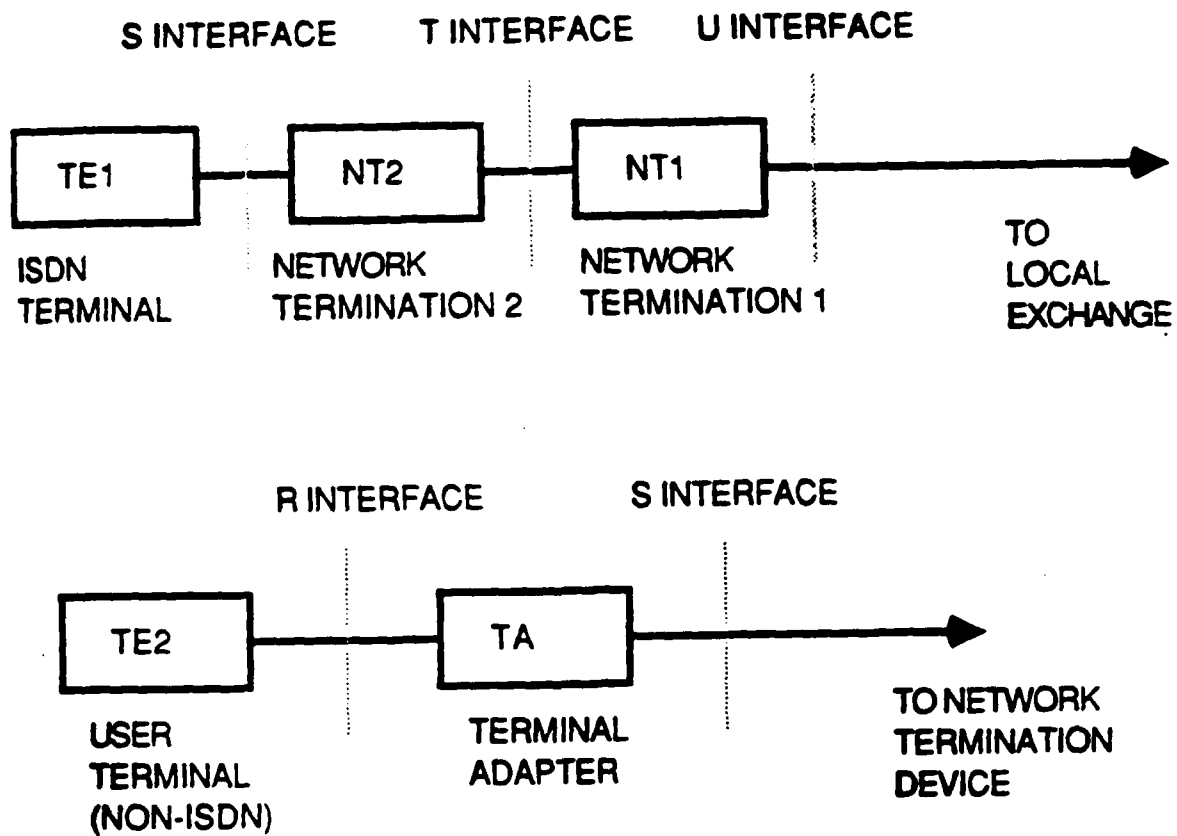 S INTERFACE
T INTERFACE
U INTERFACE
TE1
NT2
NT1
ISDN
TERMINAL
NETWORK
TERMINATION 2
NETWORK
TERMINATION 1
TO
LOCAL
EXCHANGE
R INTERFACE
S INTERFACE
TE2
TA
USER
TERMINAL
(NON-ISDN)
TERMINAL
ADAPTER
TO NETWORK
TERMINATION
DEVICE